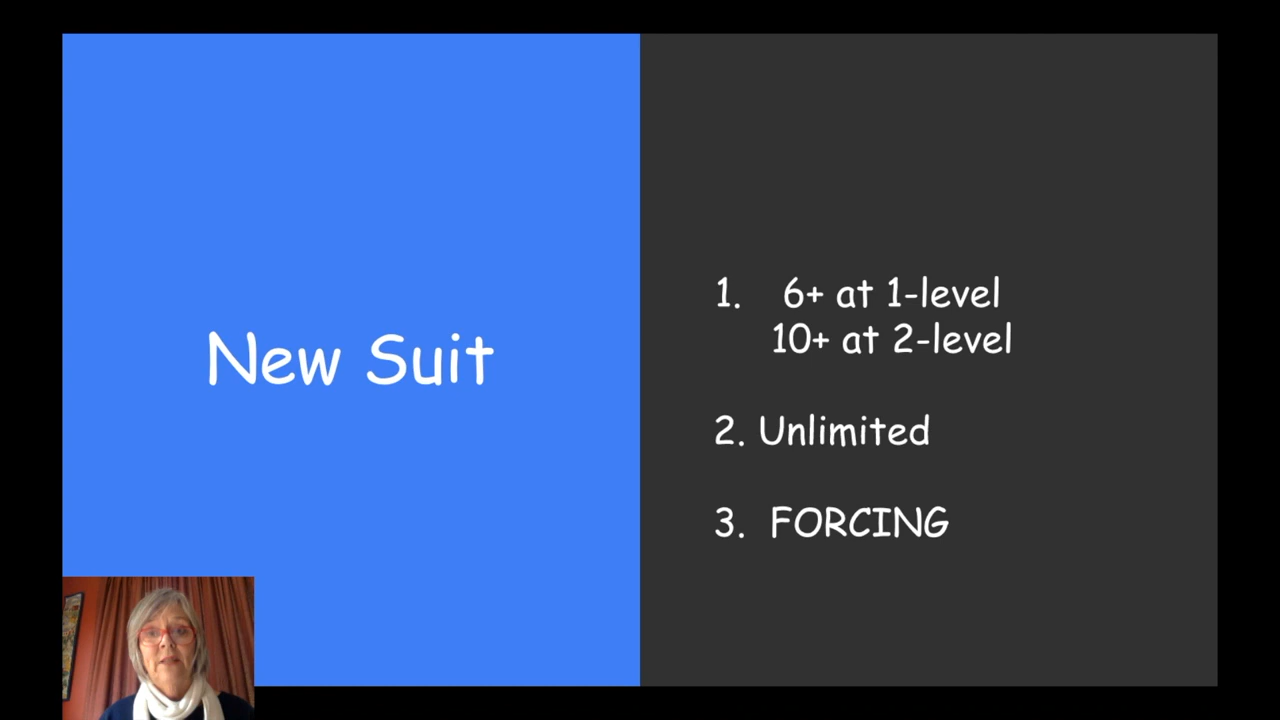 New Suit
1. 6+ at 1-level
10+ at 2-level
2. Unlimited
3. FORCING